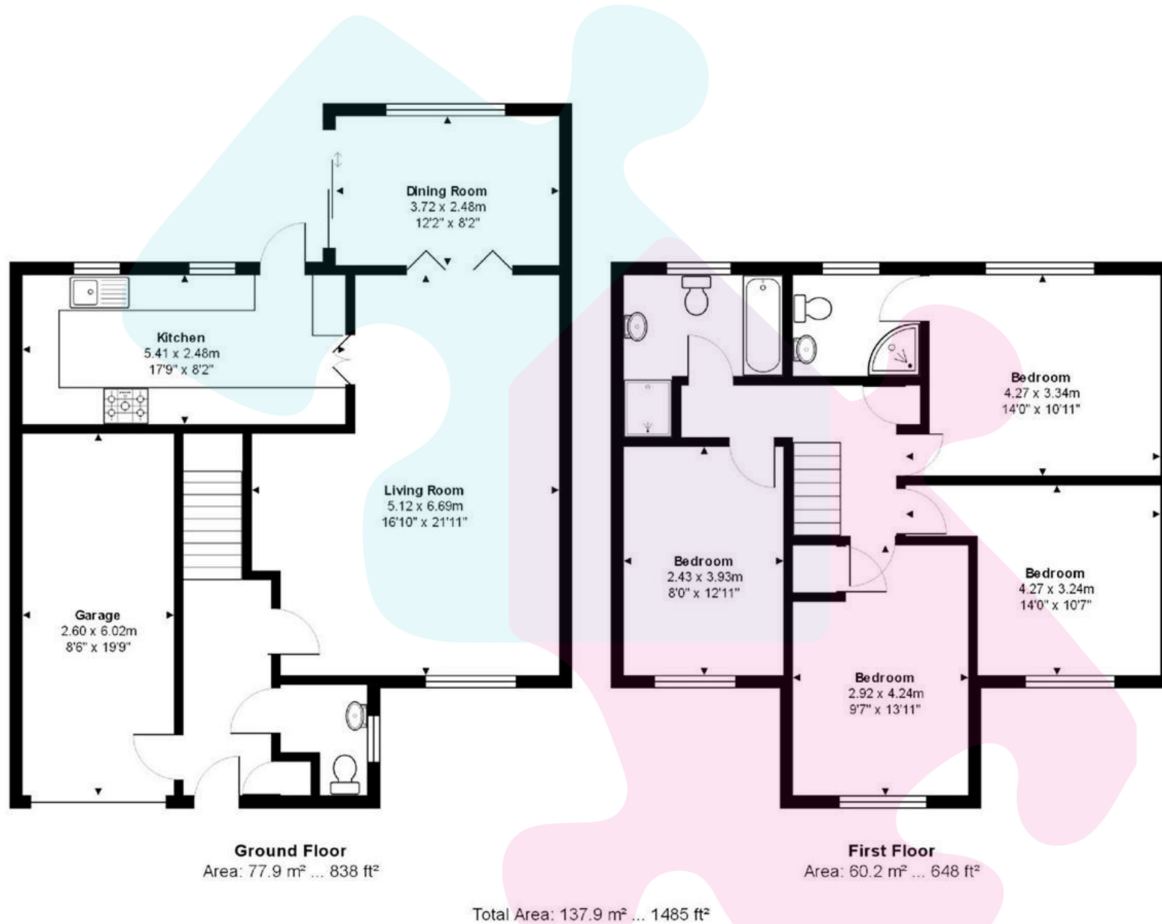 Dining Room
3.72 x 2.48m
12'2" x 8'2"
Kitchen
5.41 x 2.48m
17'9" x 8'2"
Living Room
5.12 x 6.69m
16'10" x 21'11"
Garage
2.60 x 6.02m
8'6" x 19'9"
Ground Floor
Area: 77.9 m² ... 838 ft²
Bedroom
4.27 x 3.34m
14'0" x 10'11"
Bedroom
2.43 x 3.93m
8'0" x 12'11"
Bedroom
4.27 x 3.24m
14'0" x 10'7"
Bedroom
2.92 x 4.24m
9'7" x 13'11"
First Floor
Area: 60.2 m² ... 648 ft²
Total Area: 137.9 m² ... 1485 ft²